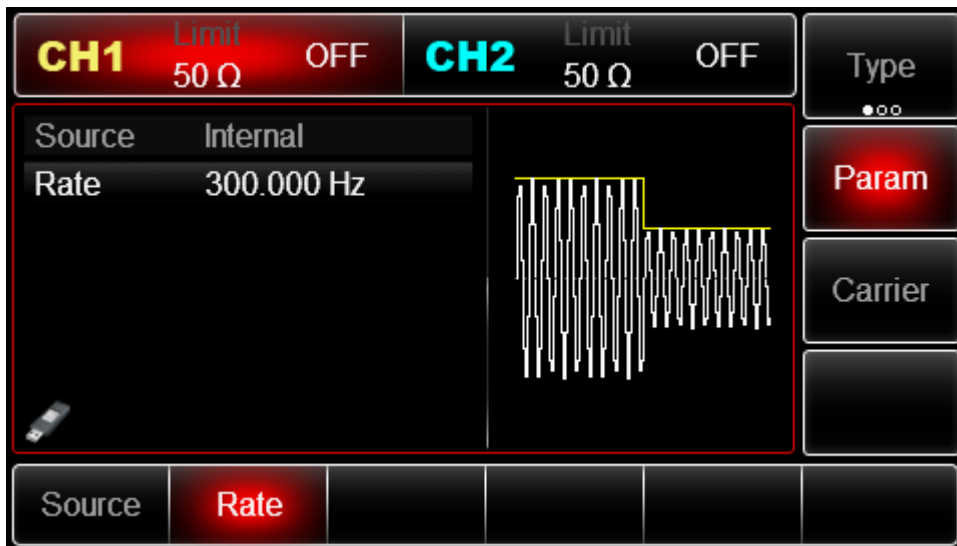 CH1 Limit 50 Ω OFF
CH2 Limit 50 Ω OFF
Type
Source Internal
Rate 300.000 Hz
Param
Carrier
Source Rate